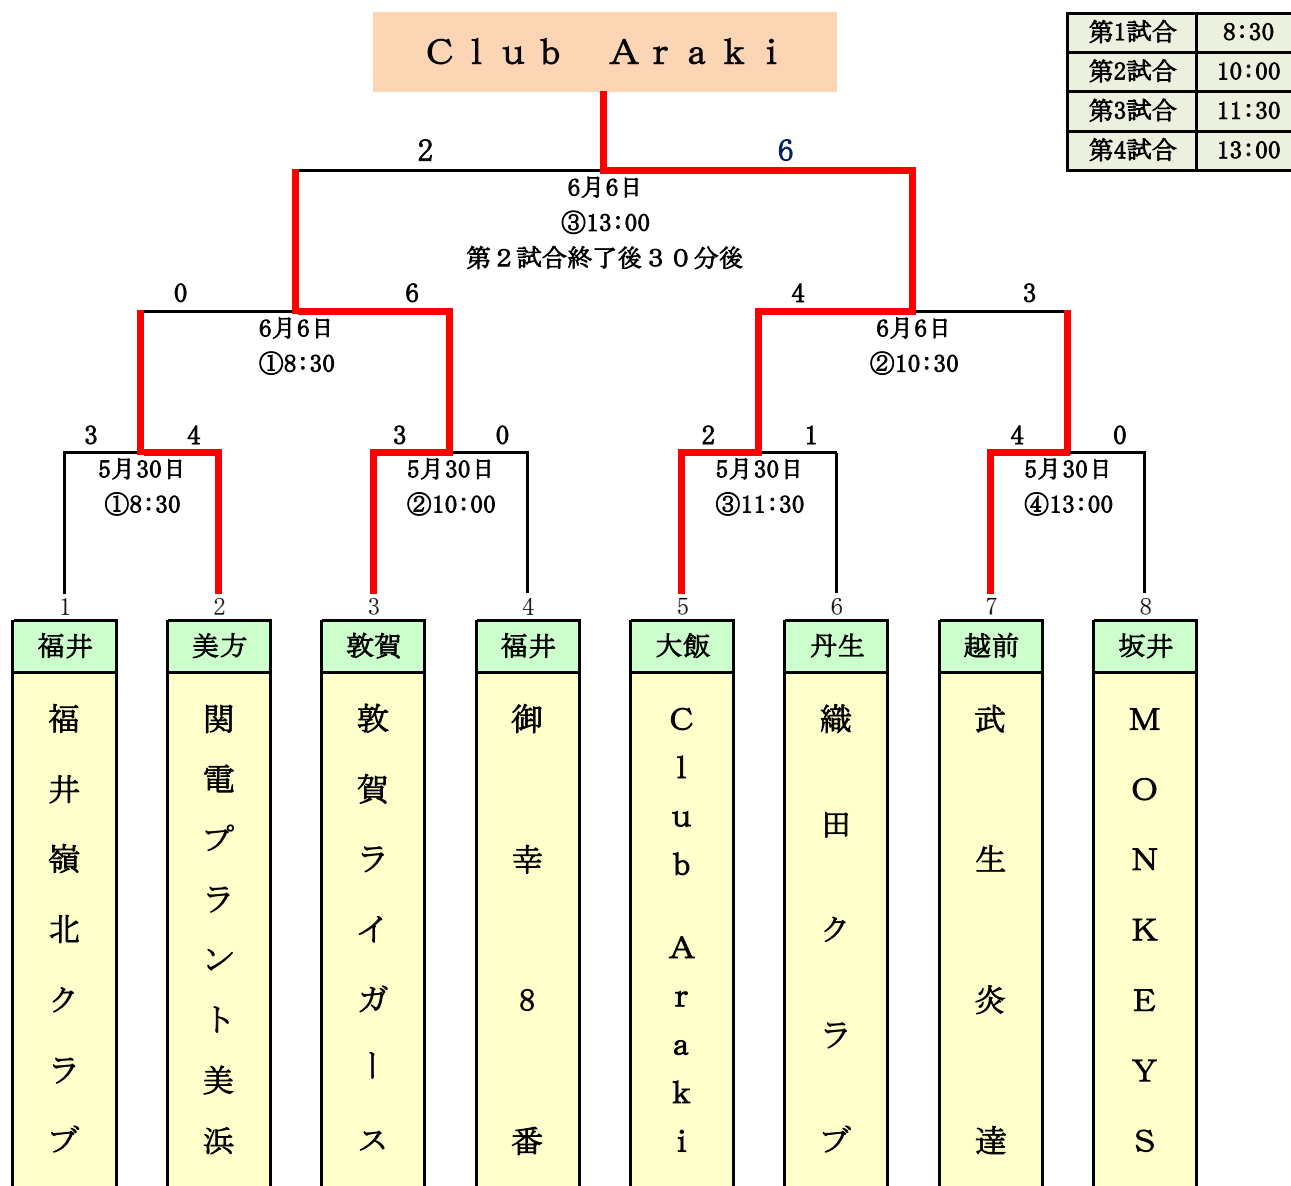 Ｃｌｕｂ　Ａｒａｋｉ
第1試合 8:30
第2試合 10:00
第3試合 11:30
第4試合 13:00
2 6
6月6日
③13:00
第２試合終了後３０分後
0 6 4 3
6月6日 6月6日
①8:30 ②10:30
3 4 3 0 2 1 4 0
5月30日 5月30日 5月30日 5月30日
①8:30 ②10:00 ③11:30 ④13:00
1 2 3 4 5 6 7 8
福井 美方 敦賀 福井 大飯 丹生 越前 坂井
福井嶺北クラブ
関電プラント美浜
敦賀ライガース
御幸８番
Ｃｌｕｂ Ａｒａｋｉ
織田クラブ
武生炎達
ＭＯＮＫＥＹＳ